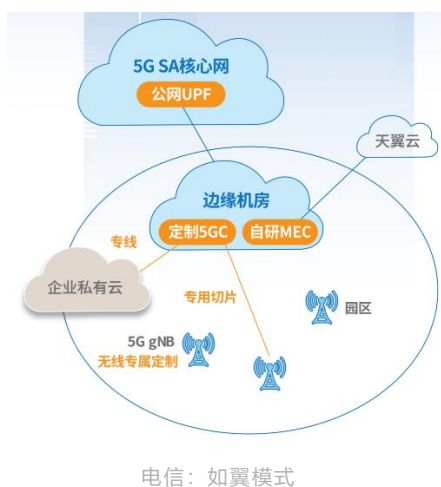 5G SA核心网
公网UPF
天翼云
边缘机房
定制5GC
自研MEC
专线
企业私有云
专用切片
园区
5G gNB
无线专属定制
电信：如翼模式